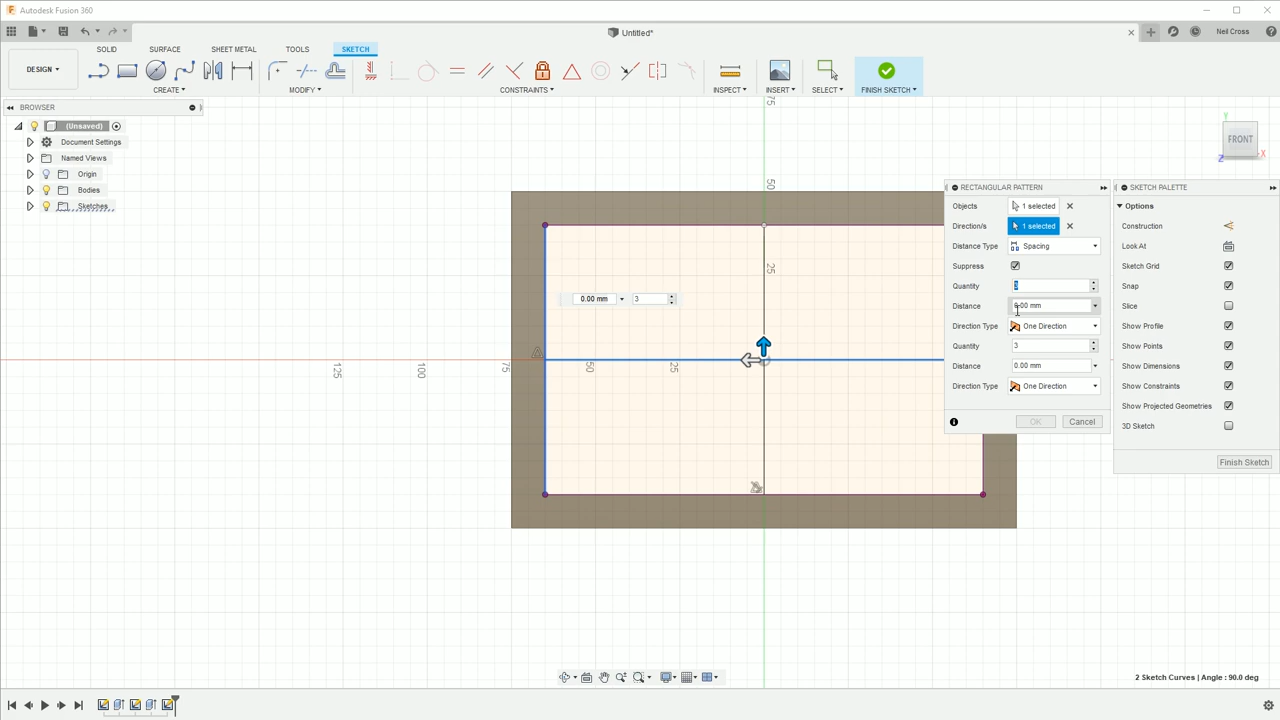 Autodesk Fusion 360
Untitled*
Neil Cross
SOLID SURFACE SHEET METAL TOOLS SKETCH
DESIGN
CREATE MODIFY CONSTRAINTS INSPECT INSERT SELECT FINISH SKETCH
BROWSER
(Unsaved)
Document Settings
Named Views
Origin
Bodies
Sketches
75
50
25
125
100
75
50
25
0.00 mm 3
Y
FRONT
X
Z
RECTANGULAR PATTERN
Objects 1 selected
Direction/s 1 selected
Distance Type Spacing
Suppress
Quantity 3
Distance 0.00 mm
Direction Type One Direction
Quantity 3
Distance 0.00 mm
Direction Type One Direction
OK Cancel
SKETCH PALETTE
Options
Construction
Look At
Sketch Grid
Snap
Slice
Show Profile
Show Points
Show Dimensions
Show Constraints
Show Projected Geometries
3D Sketch
Finish Sketch
2 Sketch Curves | Angle : 90.0 deg